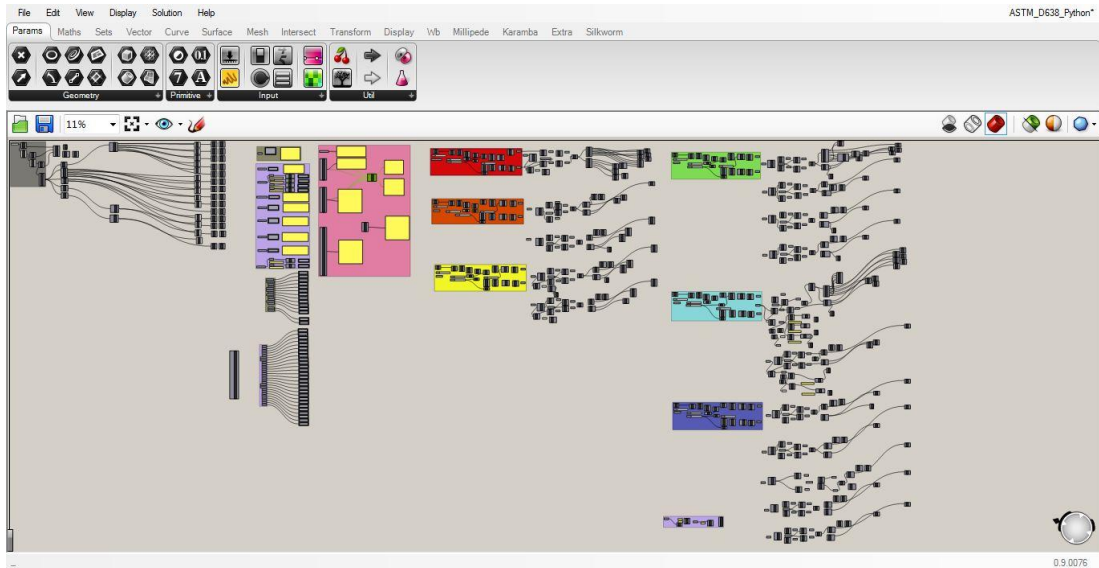 File Edit View Display Solution Help ASTM_D638_Python*
Params Maths Sets Vector Curve Surface Mesh Intersect Transform Display Wb Millipede Karamba Extra Silkworm
Geometry Primitive Input Util
11%
0.9.0076